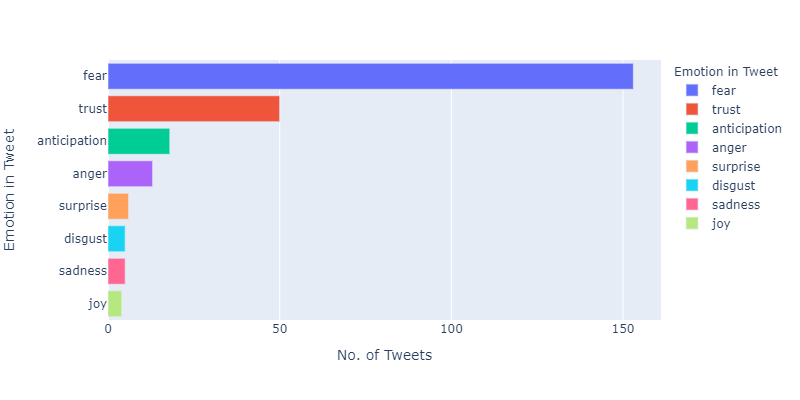 Emotion in Tweet
fear
trust
anticipation
anger
surprise
disgust
sadness
joy
0
50
100
150
No. of Tweets
Emotion in Tweet
fear
trust
anticipation
anger
surprise
disgust
sadness
joy